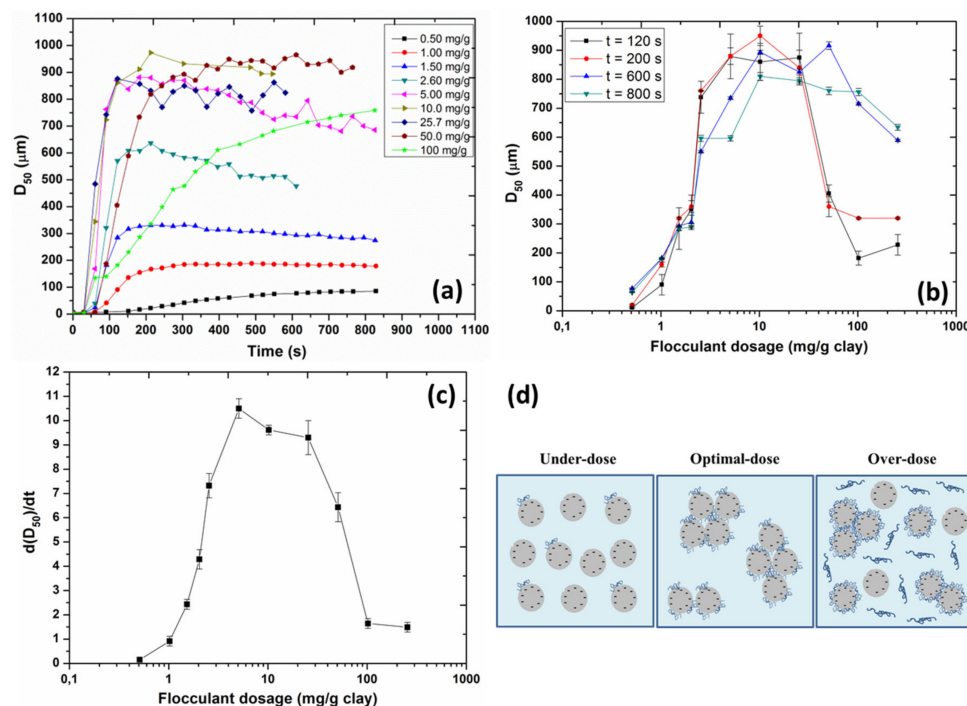 1100
1000
900
800
700
600
500
400
300
200
100
0
D50 (μm)
0 100 200 300 400 500 600 700 800 900 1000 1100
Time (s)
0.50 mg/g
1.00 mg/g
1.50 mg/g
2.60 mg/g
5.00 mg/g
10.0 mg/g
25.7 mg/g
50.0 mg/g
100 mg/g
(a)
1000
900
800
700
600
500
400
300
200
100
0
D50 (μm)
0,1 1 10 100 1000
Flocculant dosage (mg/g clay)
t = 120 s
t = 200 s
t = 600 s
t = 800 s
(b)
12
11
10
9
8
7
6
5
4
3
2
1
0
d(D50)/dt
0,1 1 10 100 1000
Flocculant dosage (mg/g clay)
(c)
(d)
Under-dose Optimal-dose Over-dose